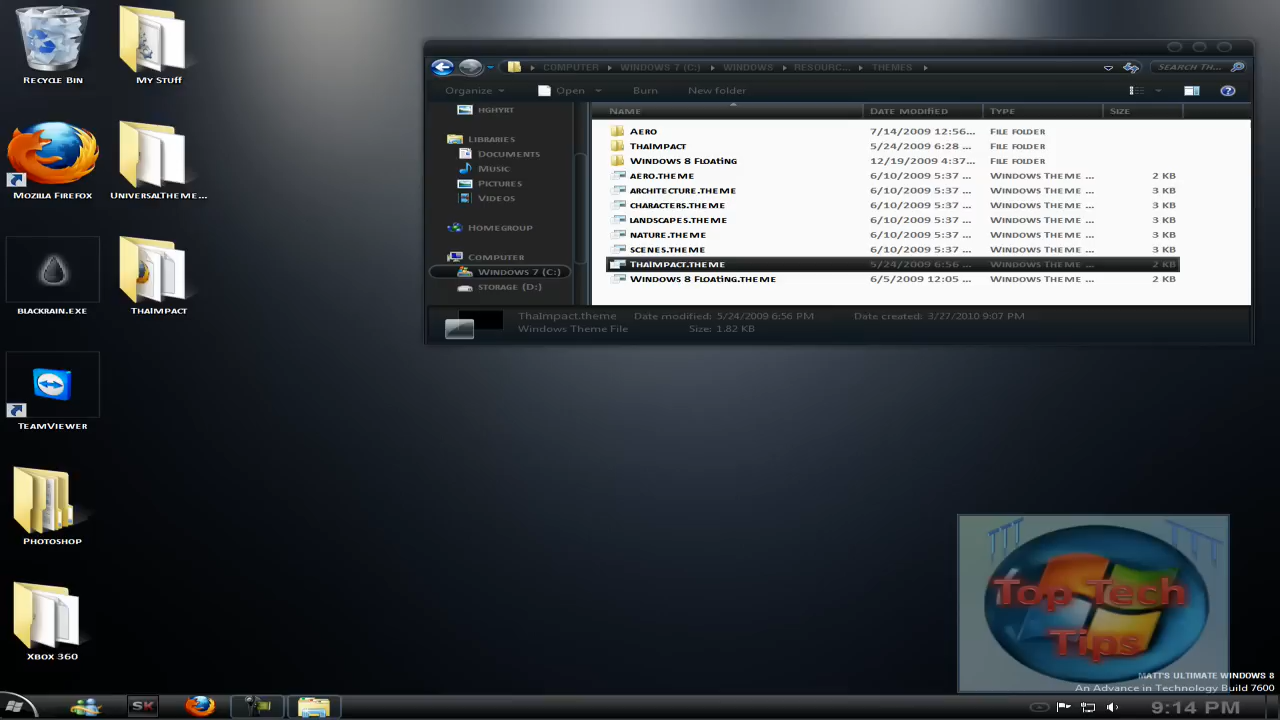 RECYCLE BIN
MY STUFF
MOZILLA FIREFOX
UNIVERSALTHEME...
BLACKRAIN.EXE
THAIMPACT
TEAMVIEWER
PHOTOSHOP
XBOX 360
COMPUTER WINDOWS 7 (C:) WINDOWS RESOURC... THEMES
SEARCH TH...
Organize Open Burn New folder
NAME DATE MODIFIED TYPE SIZE
HGHYRT
LIBRARIES
DOCUMENTS
MUSIC
PICTURES
VIDEOS
HOMEGROUP
COMPUTER
WINDOWS 7 (C:)
STORAGE (D:)
AERO 7/14/2009 12:56... FILE FOLDER
THAIMPACT 5/24/2009 6:28 ... FILE FOLDER
WINDOWS 8 FLOATING 12/19/2009 4:37... FILE FOLDER
AERO.THEME 6/10/2009 5:37 ... WINDOWS THEME ... 2 KB
ARCHITECTURE.THEME 6/10/2009 5:37 ... WINDOWS THEME ... 3 KB
CHARACTERS.THEME 6/10/2009 5:37 ... WINDOWS THEME ... 3 KB
LANDSCAPES.THEME 6/10/2009 5:37 ... WINDOWS THEME ... 3 KB
NATURE.THEME 6/10/2009 5:37 ... WINDOWS THEME ... 3 KB
SCENES.THEME 6/10/2009 5:37 ... WINDOWS THEME ... 3 KB
THAIMPACT.THEME 5/24/2009 6:56 ... WINDOWS THEME ... 2 KB
WINDOWS 8 FLOATING.THEME 6/5/2009 12:05 ... WINDOWS THEME ... 2 KB
ThaImpact.theme Date modified: 5/24/2009 6:56 PM Date created: 3/27/2010 9:07 PM
Windows Theme File Size: 1.82 KB
Top Tech
Tips
MATT'S ULTIMATE WINDOWS 8
An Advance in Technology Build 7600
SK
9:14 PM